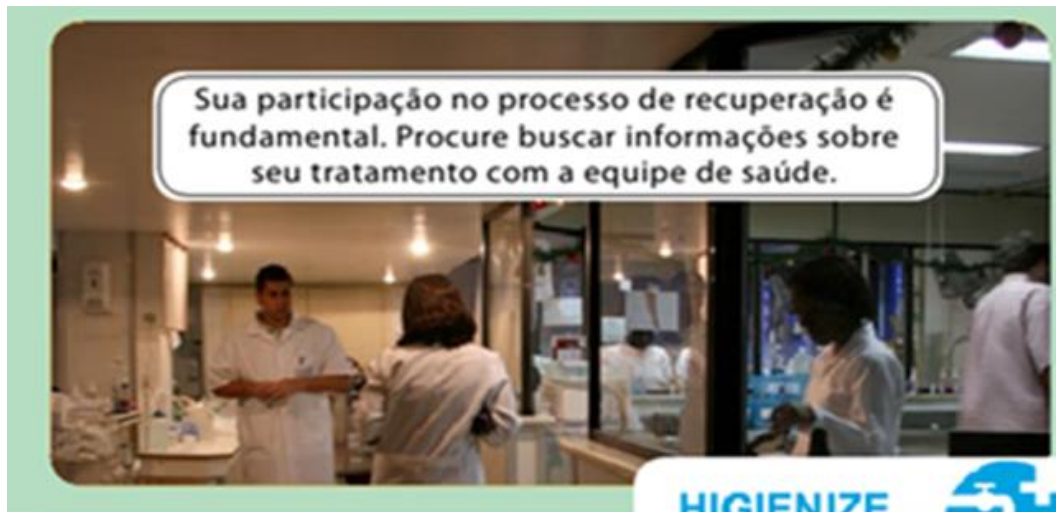 Sua participação no processo de recuperação é
fundamental. Procure buscar informações sobre
seu tratamento com a equipe de saúde.
HIGIENIZE